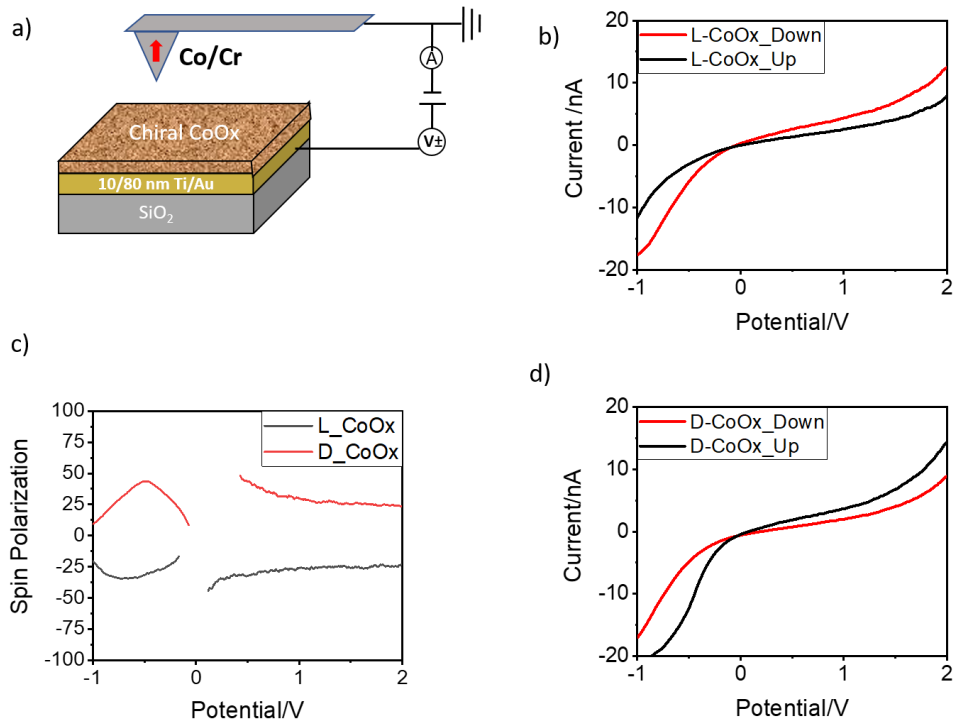 a)
Co/Cr
A
V±
Chiral CoOx
10/80 nm Ti/Au
SiO₂
b)
L-CoOx_Down
L-CoOx_Up
Current /nA
20
10
0
-10
-20
-1
0
1
2
Potential/V
c)
L_CoOx
D_CoOx
Spin Polarization
100
75
50
25
0
-25
-50
-75
-100
-1
0
1
2
Potential/V
d)
D-CoOx_Down
D-CoOx_Up
Current/nA
20
10
0
-10
-20
-1
0
1
2
Potential/V